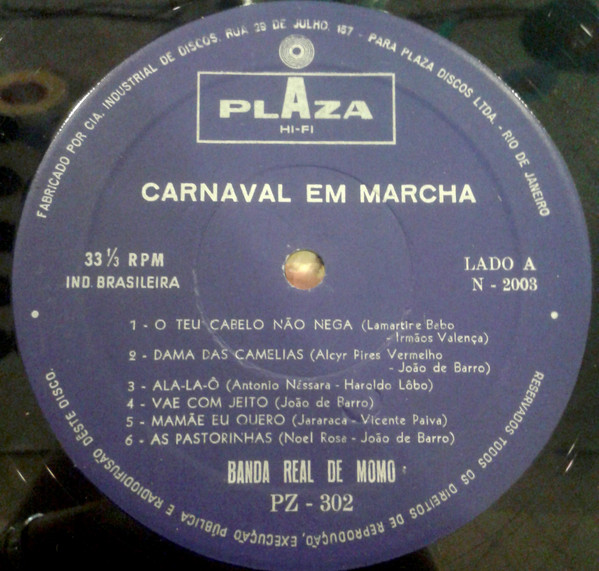 FABRICADO POR CIA. INDUSTRIAL DE DISCOS, RUA 28 DE JULHO, 187 - PARA PLAZA DISCOS LTDA. - RIO DE JANEIRO
PLAZA
HI-FI
CARNAVAL EM MARCHA
33 1/3 RPM
IND. BRASILEIRA
LADO A
N - 2003
1 - O TEU CABELO NÃO NEGA (Lamartine Babo
- Irmãos Valença)
2 - DAMA DAS CAMELIAS (Alcyr Pires Vermelho
- João de Barro)
3 - ALA-LA-Ô (Antonio Nássara - Haroldo Lôbo)
4 - VAE COM JEITO (João de Barro)
5 - MAMÃE EU QUERO (Jararaca - Vicente Paiva)
6 - AS PASTORINHAS (Noel Rosa - João de Barro)
BANDA REAL DE MOMO
PZ - 302
RESERVADOS TODOS OS DIREITOS DE REPRODUÇÃO, EXECUÇÃO PÚBLICA E RADIODIFUSÃO DÊSTE DISCO.